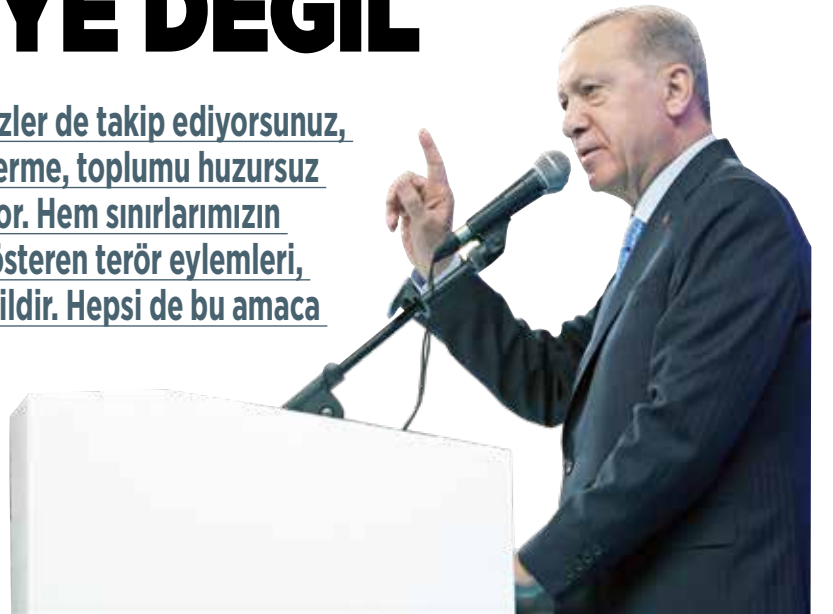 YE DEĞİL
zler de takip ediyorsunuz,
erme, toplumu huzursuz
or. Hem sınırlarımızın
österen terör eylemleri,
ildir. Hepsi de bu amaca